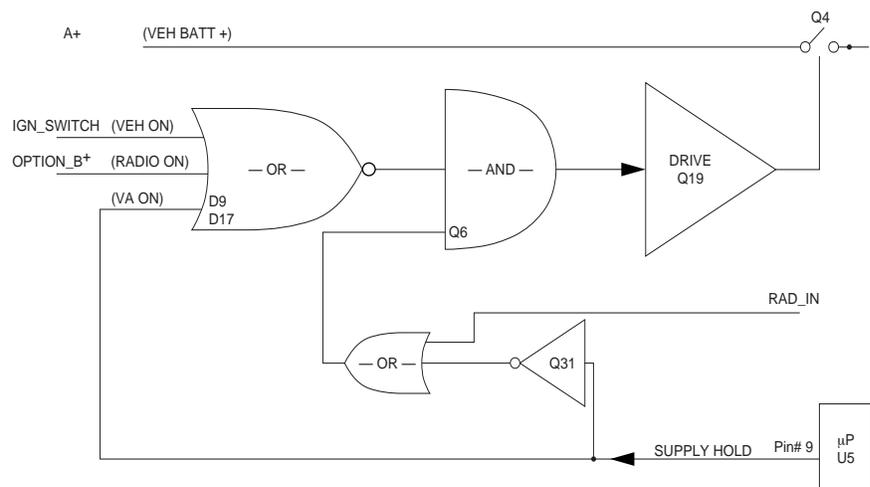 Q4
A+ (VEH BATT +)
IGN_SWITCH (VEH ON)
OPTION_B+ (RADIO ON)
— OR —
— AND —
DRIVE
Q19
(VA ON)
D9
D17
Q6
RAD_IN
— OR —
Q31
SUPPLY HOLD
Pin# 9
µP
U5